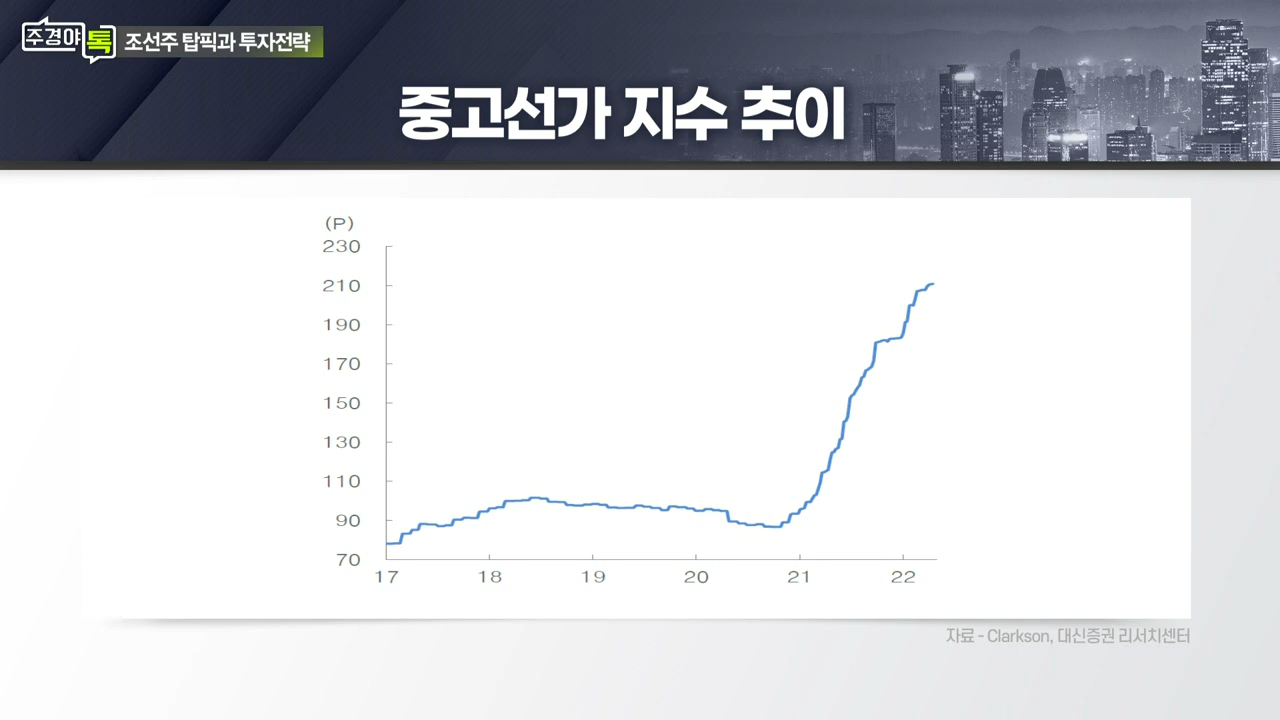 주경야톡 조선주 탑픽과 투자전략
중고선가 지수 추이
(P)
230
210
190
170
150
130
110
90
70
17 18 19 20 21 22
자료 - Clarkson, 대신증권 리서치센터